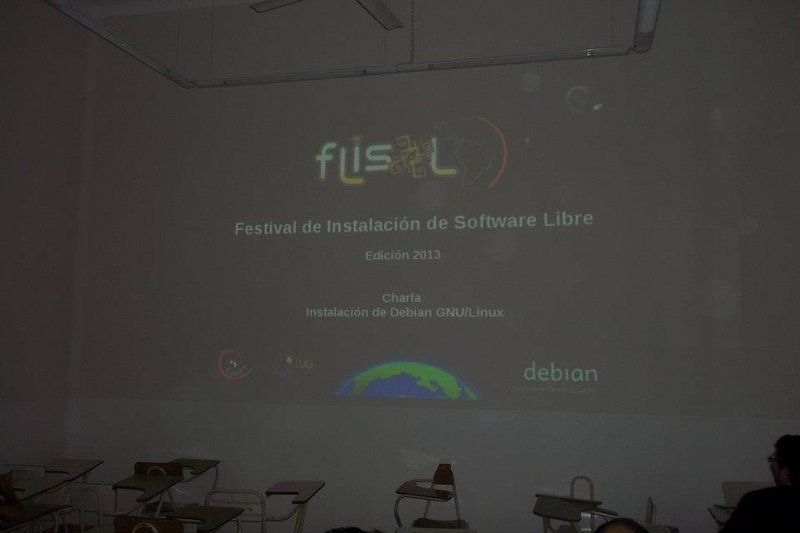 flisol
Festival de Instalación de Software Libre
Edición 2013
Charla
Instalación de Debian GNU/Linux
debian